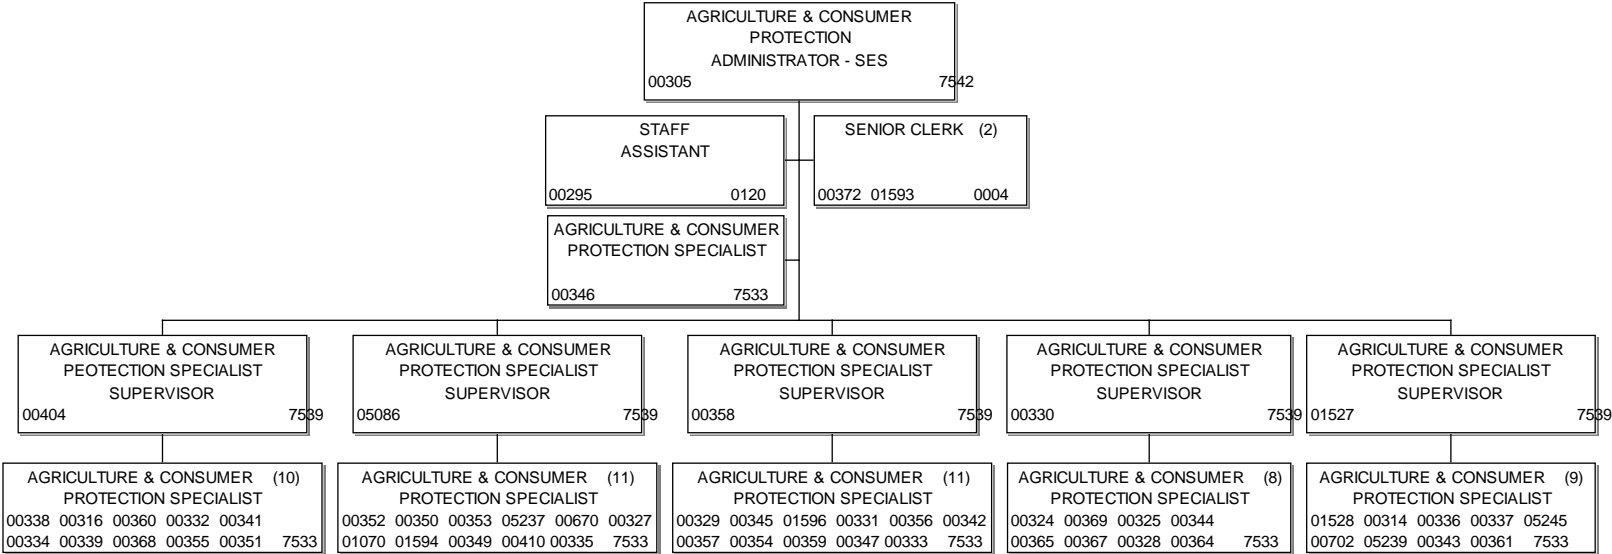 AGRICULTURE & CONSUMER
PROTECTION
ADMINISTRATOR - SES
00305 7542
STAFF
ASSISTANT
00295 0120
SENIOR CLERK (2)
00372 01593 0004
AGRICULTURE & CONSUMER
PROTECTION SPECIALIST
00346 7533
AGRICULTURE & CONSUMER
PEOTECTION SPECIALIST
SUPERVISOR
00404 7539
AGRICULTURE & CONSUMER
PROTECTION SPECIALIST
SUPERVISOR
05086 7539
AGRICULTURE & CONSUMER
PROTECTION SPECIALIST
SUPERVISOR
00358 7539
AGRICULTURE & CONSUMER
PROTECTION SPECIALIST
SUPERVISOR
00330 7539
AGRICULTURE & CONSUMER
PROTECTION SPECIALIST
SUPERVISOR
01527 7539
AGRICULTURE & CONSUMER (10)
PROTECTION SPECIALIST
00338 00316 00360 00332 00341
00334 00339 00368 00355 00351 7533
AGRICULTURE & CONSUMER (11)
PROTECTION SPECIALIST
00352 00350 00353 05237 00670 00327
01070 01594 00349 00410 00335 7533
AGRICULTURE & CONSUMER (11)
PROTECTION SPECIALIST
00329 00345 01596 00331 00356 00342
00357 00354 00359 00347 00333 7533
AGRICULTURE & CONSUMER (8)
PROTECTION SPECIALIST
00324 00369 00325 00344
00365 00367 00328 00364 7533
AGRICULTURE & CONSUMER (9)
PROTECTION SPECIALIST
01528 00314 00336 00337 05245
00702 05239 00343 00361 7533